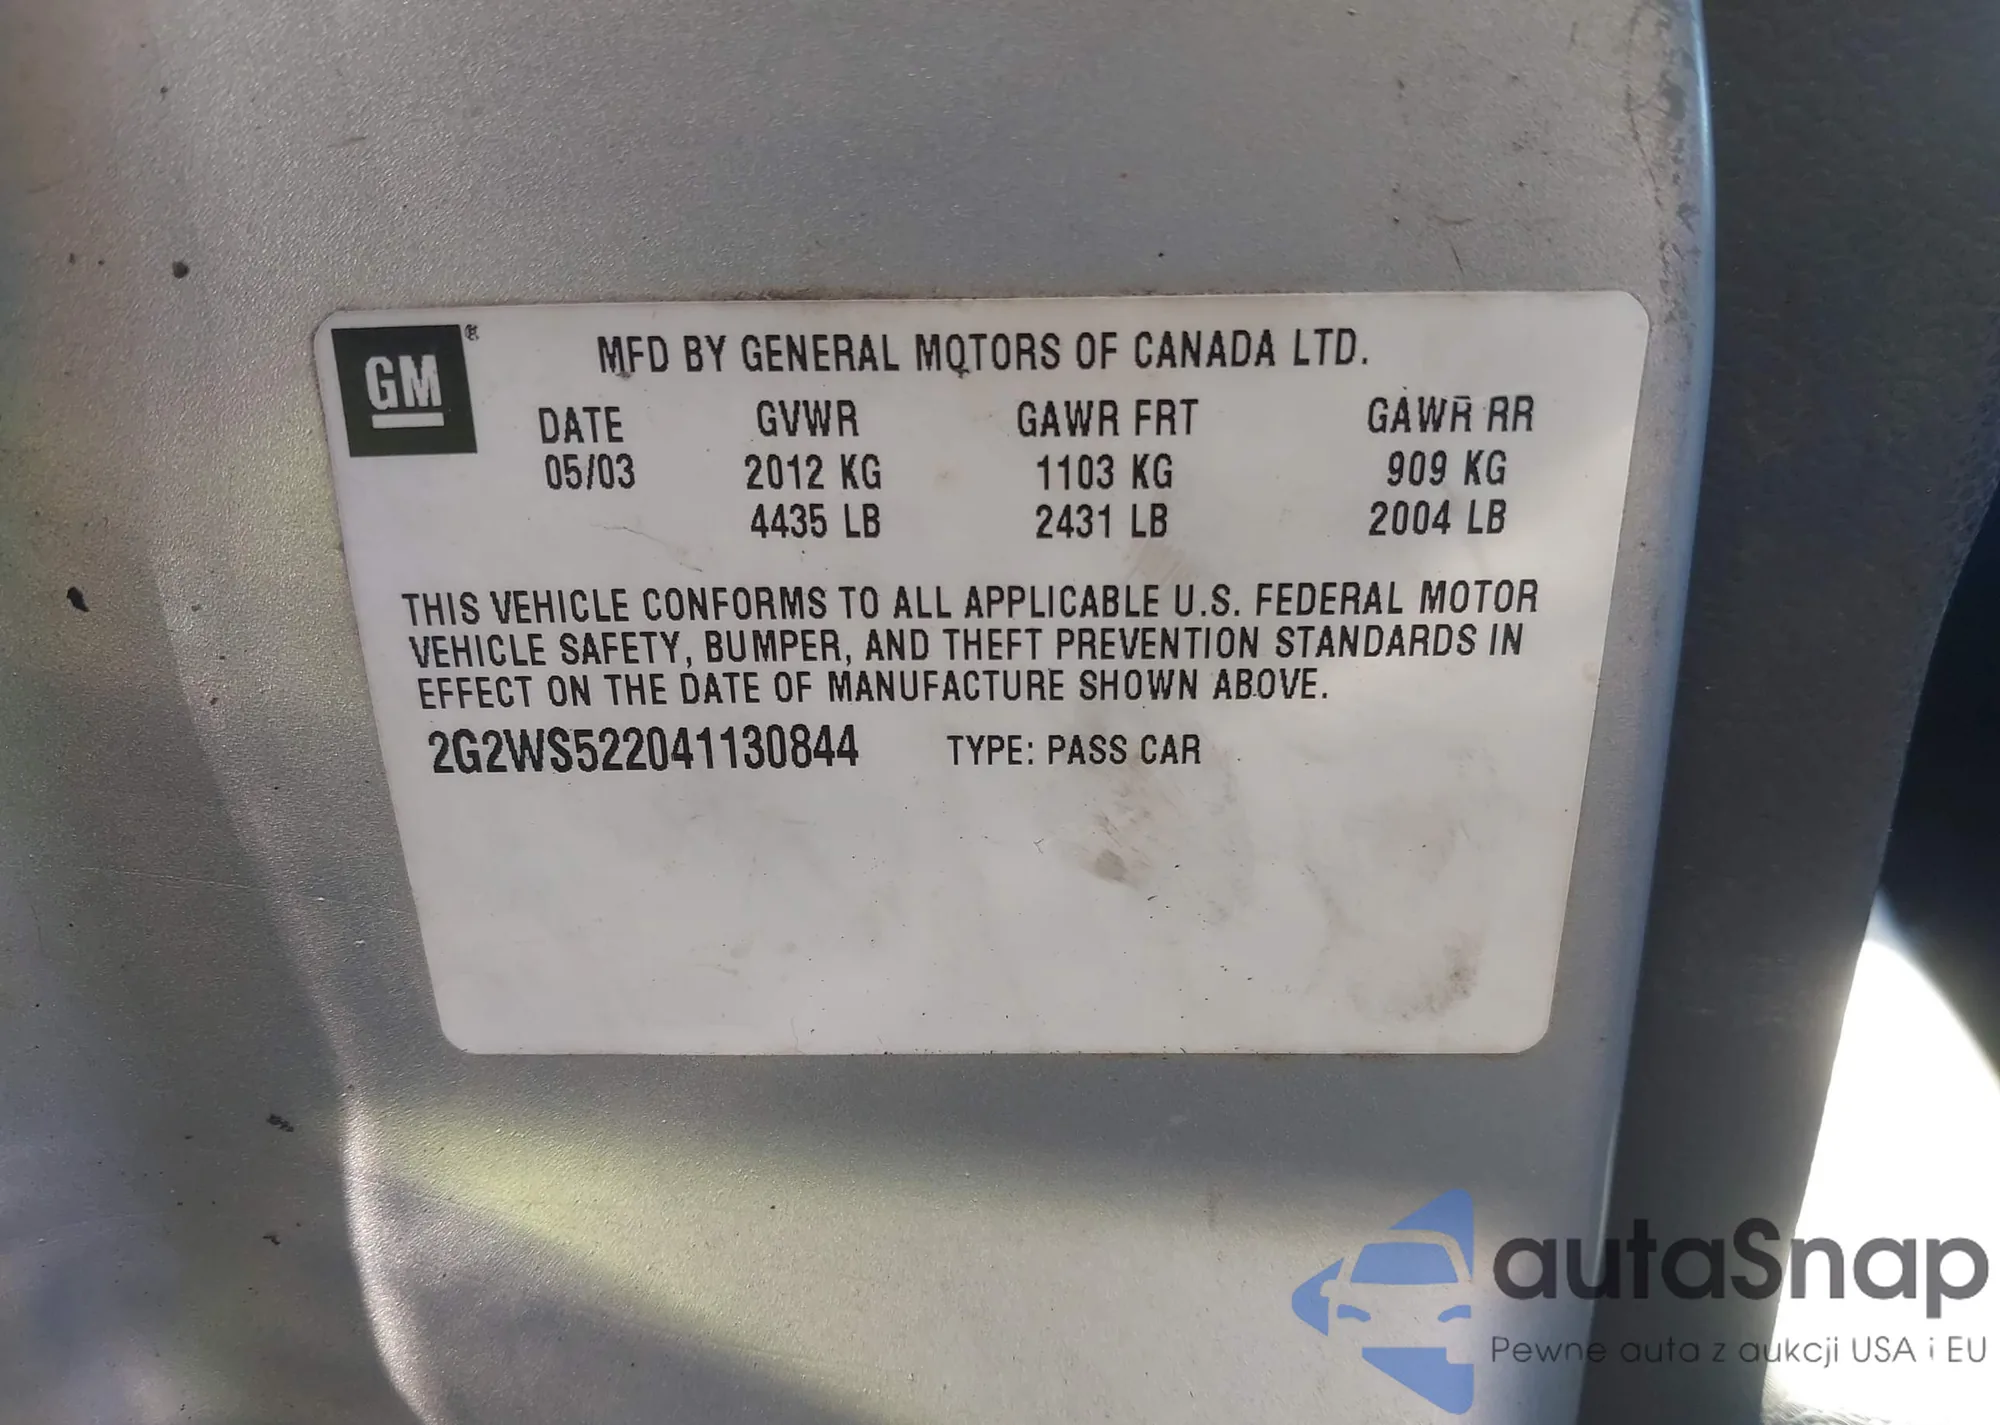 GM ®
MFD BY GENERAL MOTORS OF CANADA LTD.
DATE GVWR GAWR FRT GAWR RR
05/03 2012 KG 1103 KG 909 KG
4435 LB 2431 LB 2004 LB
THIS VEHICLE CONFORMS TO ALL APPLICABLE U.S. FEDERAL MOTOR
VEHICLE SAFETY, BUMPER, AND THEFT PREVENTION STANDARDS IN
EFFECT ON THE DATE OF MANUFACTURE SHOWN ABOVE.
2G2WS522041130844 TYPE: PASS CAR
autaSnap
Pewne auta z aukcji USA i EU